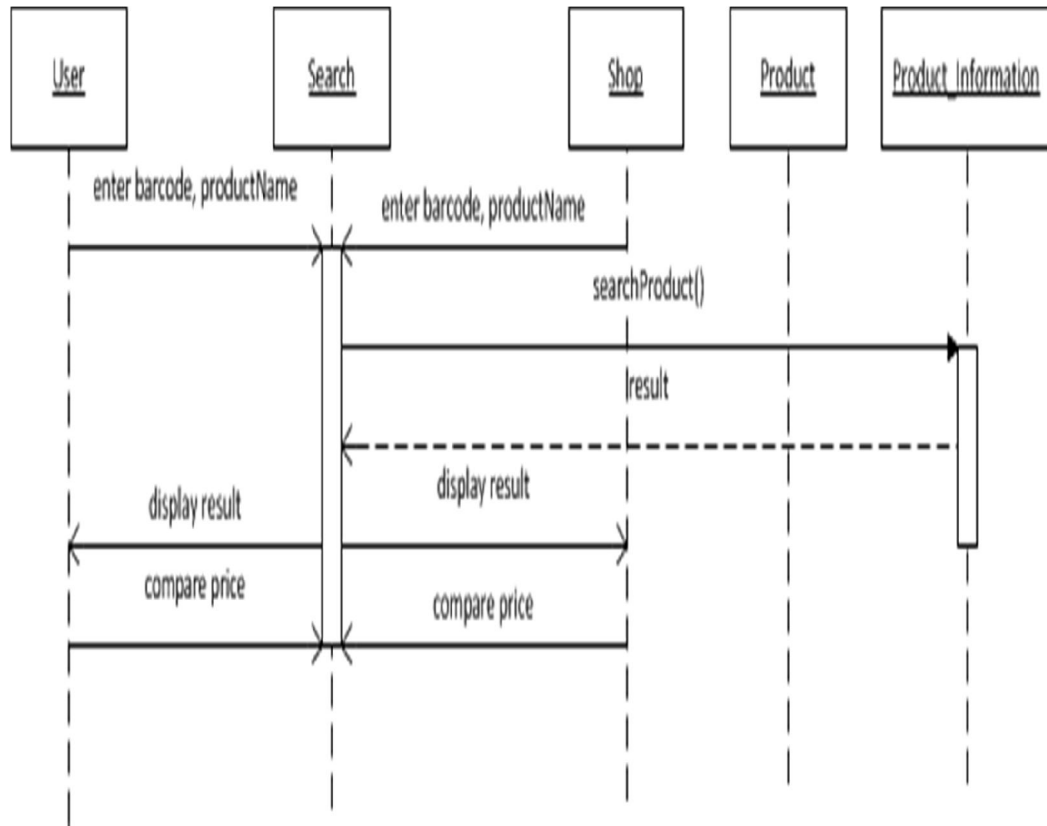 User
Search
Shop
Product
Product_Information
enter barcode, productName
enter barcode, productName
searchProduct()
result
display result
display result
compare price
compare price